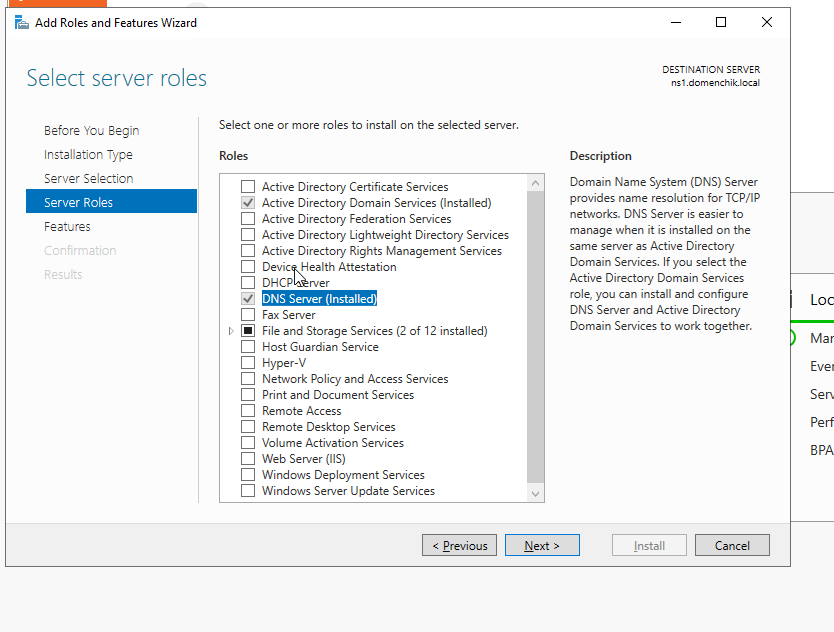 Add Roles and Features Wizard
Select server roles
DESTINATION SERVER
ns1.domenchik.local
Before You Begin
Installation Type
Server Selection
Server Roles
Features
Confirmation
Results
Select one or more roles to install on the selected server.
Roles
Active Directory Certificate Services
Active Directory Domain Services (Installed)
Active Directory Federation Services
Active Directory Lightweight Directory Services
Active Directory Rights Management Services
Device Health Attestation
DHCP Server
DNS Server (Installed)
Fax Server
File and Storage Services (2 of 12 installed)
Host Guardian Service
Hyper-V
Network Policy and Access Services
Print and Document Services
Remote Access
Remote Desktop Services
Volume Activation Services
Web Server (IIS)
Windows Deployment Services
Windows Server Update Services
Description
Domain Name System (DNS) Server
provides name resolution for TCP/IP
networks. DNS Server is easier to
manage when it is installed on the
same server as Active Directory
Domain Services. If you select the
Active Directory Domain Services
role, you can install and configure
DNS Server and Active Directory
Domain Services to work together.
< Previous
Next >
Install
Cancel
BPA